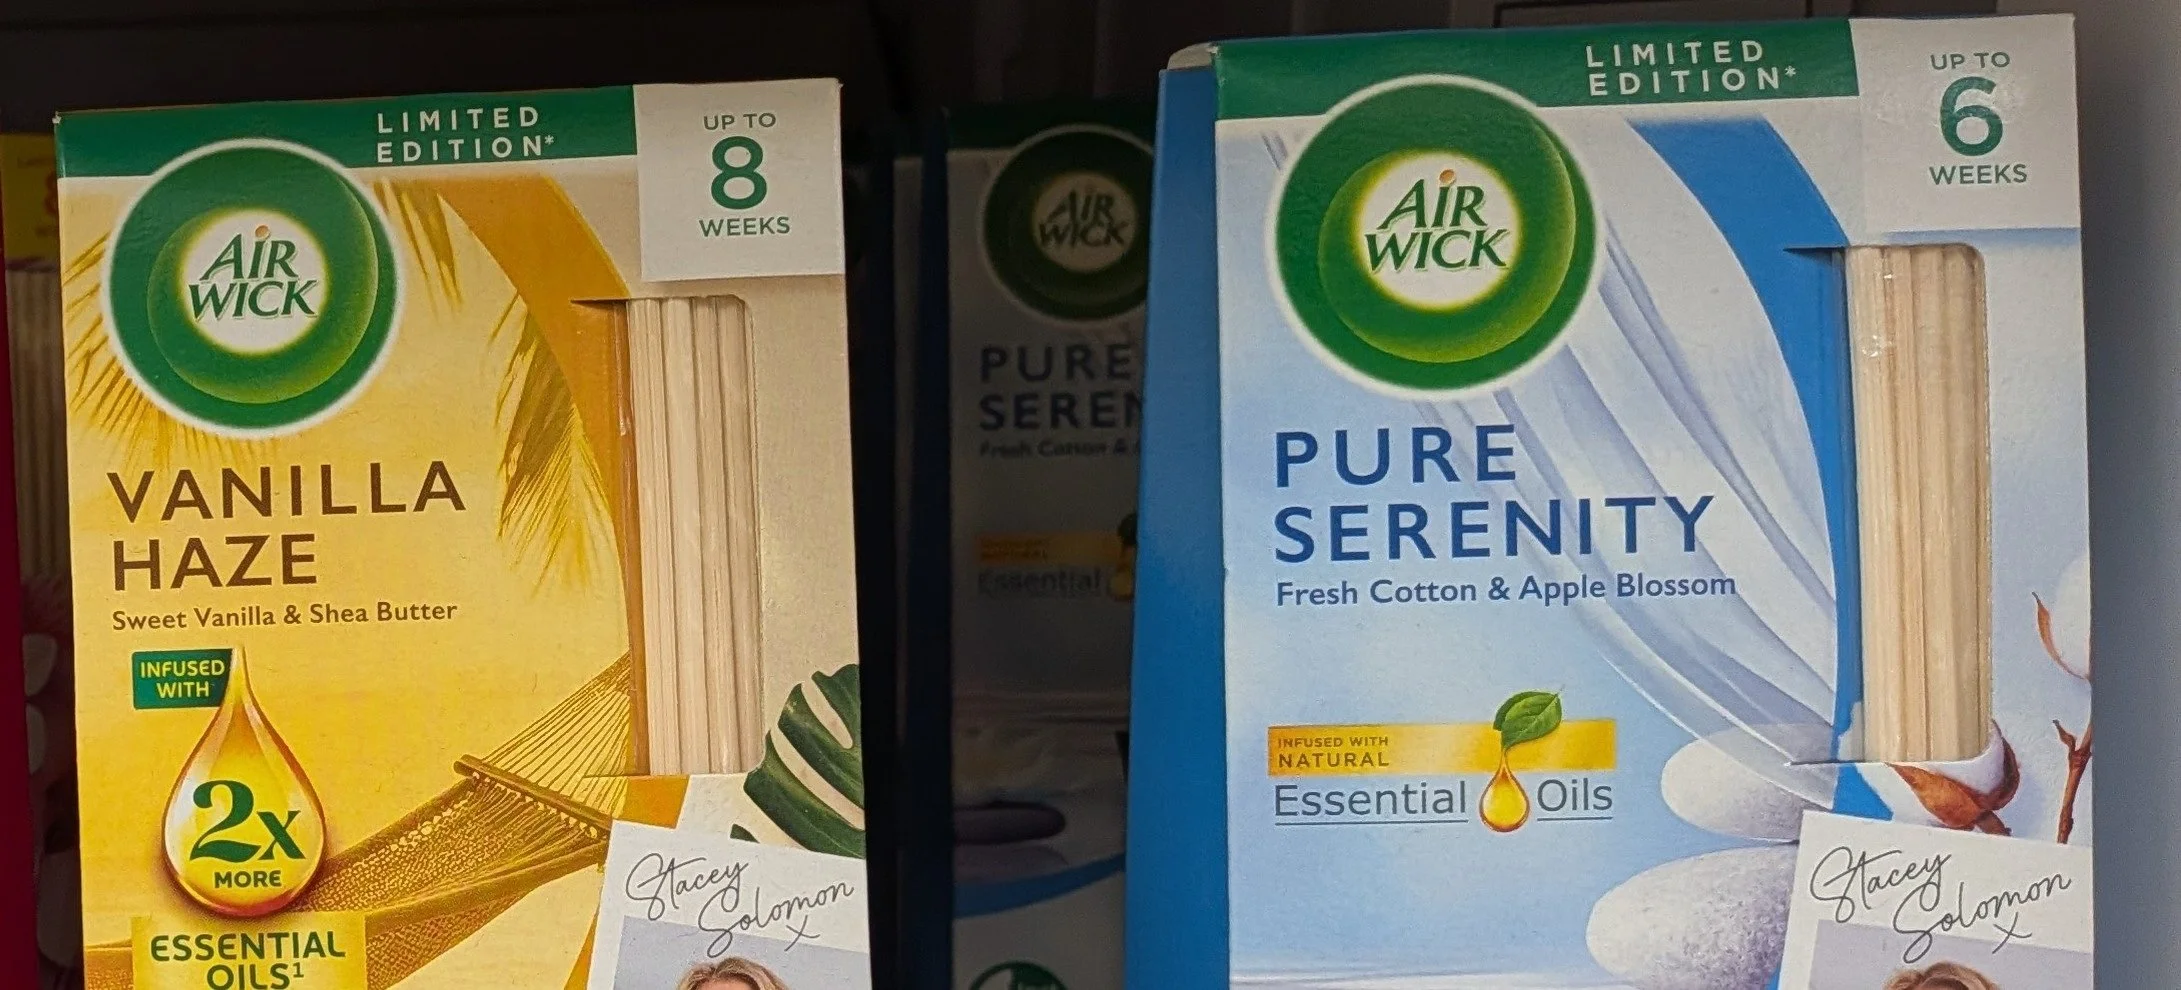 LIMITED
EDITION*
UP TO
8
WEEKS
AIR
WICK
VANILLA
HAZE
Sweet Vanilla & Shea Butter
INFUSED
WITH
2x
MORE
ESSENTIAL
OILS¹
Stacey
Solomon
x
AIR
WICK
PURE
SEREN
Fresh Cotton &
NATURAL
Essential
LIMITED
EDITION*
UP TO
6
WEEKS
AIR
WICK
PURE
SERENITY
Fresh Cotton & Apple Blossom
INFUSED WITH
NATURAL
Essential Oils
Stacey
Solomon
x